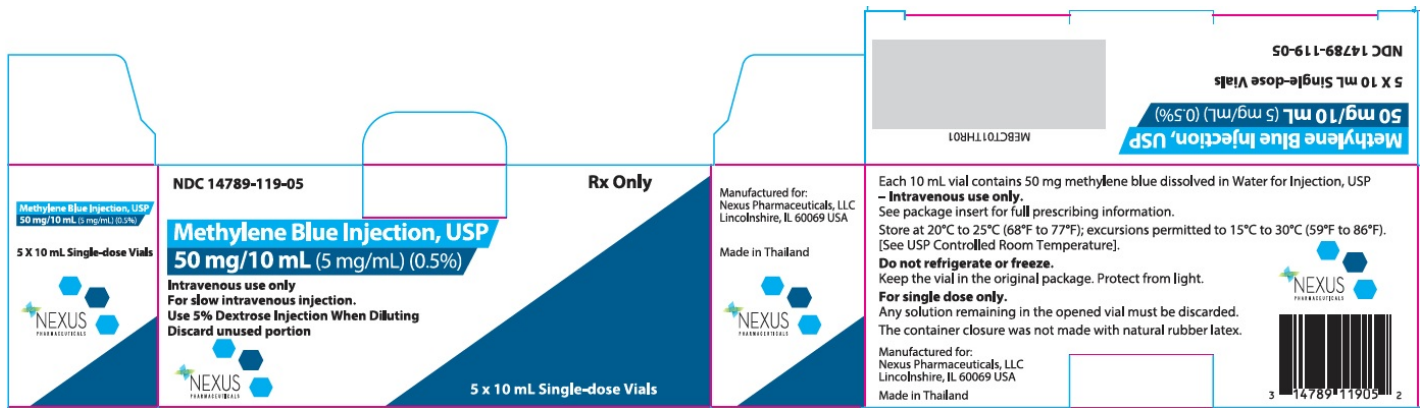 Methylene Blue Injection, USP
50 mg/10 mL (5 mg/mL) (0.5%)
5 X 10 mL Single-dose Vials
NEXUS
PHARMACEUTICALS
NDC 14789-119-05
Rx Only
Methylene Blue Injection, USP
50 mg/10 mL (5 mg/mL) (0.5%)
Intravenous use only
For slow intravenous injection.
Use 5% Dextrose Injection When Diluting
Discard unused portion
NEXUS
PHARMACEUTICALS
5 x 10 mL Single-dose Vials
Manufactured for:
Nexus Pharmaceuticals, LLC
Lincolnshire, IL 60069 USA
Made in Thailand
NEXUS
PHARMACEUTICALS
Methylene Blue Injection, USP
50 mg/10 mL (5 mg/mL) (0.5%)
5 X 10 mL Single-dose Vials
NDC 14789-119-05
MEBCT01THR01
Each 10 mL vial contains 50 mg methylene blue dissolved in Water for Injection, USP
– Intravenous use only.
See package insert for full prescribing information.
Store at 20°C to 25°C (68°F to 77°F); excursions permitted to 15°C to 30°C (59°F to 86°F).
[See USP Controlled Room Temperature].
Do not refrigerate or freeze.
Keep the vial in the original package. Protect from light.
For single dose only.
Any solution remaining in the opened vial must be discarded.
The container closure was not made with natural rubber latex.
Manufactured for:
Nexus Pharmaceuticals, LLC
Lincolnshire, IL 60069 USA
Made in Thailand
NEXUS
PHARMACEUTICALS
3 14789 11905 2